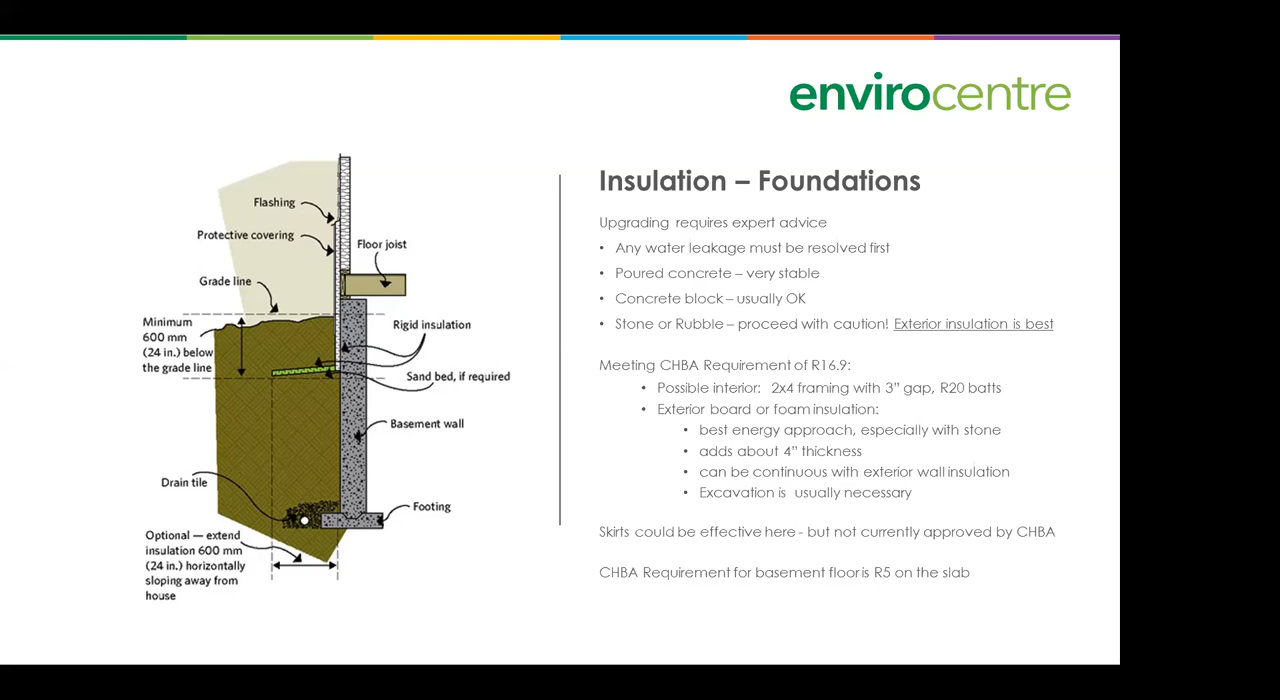 envirocentre
Flashing
Protective covering
Floor joist
Grade line
Minimum
600 mm
(24 in.) below
the grade line
Rigid insulation
Sand bed, if required
Basement wall
Drain tile
Footing
Optional — extend
insulation 600 mm
(24 in.) horizontally
sloping away from
house
Insulation – Foundations
Upgrading requires expert advice
• Any water leakage must be resolved first
• Poured concrete – very stable
• Concrete block – usually OK
• Stone or Rubble – proceed with caution! Exterior insulation is best
Meeting CHBA Requirement of R16.9:
• Possible interior: 2x4 framing with 3” gap, R20 batts
• Exterior board or foam insulation:
• best energy approach, especially with stone
• adds about 4” thickness
• can be continuous with exterior wall insulation
• Excavation is usually necessary
Skirts could be effective here - but not currently approved by CHBA
CHBA Requirement for basement floor is R5 on the slab